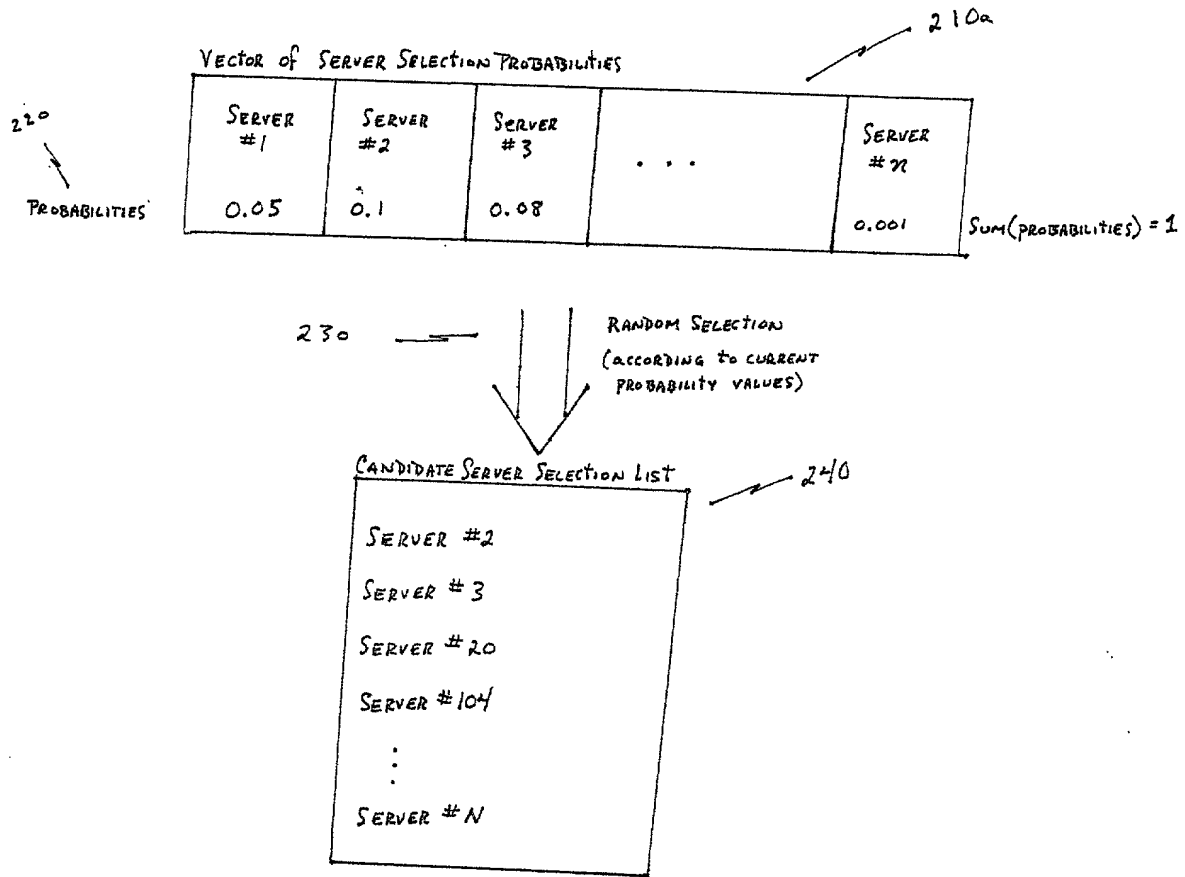 210a
VECTOR of SERVER SELECTION PROBABILITIES
220
SERVER #1
SERVER #2
SERVER #3
. . .
SERVER #n
PROBABILITIES
0.05
0.1
0.08
0.001
SUM(PROBABILITIES) = 1
230
RANDOM SELECTION
(ACCORDING to CURRENT
PROBABILITY VALUES)
CANDIDATE SERVER SELECTION LIST
240
SERVER #2
SERVER #3
SERVER #20
SERVER #104
SERVER #N